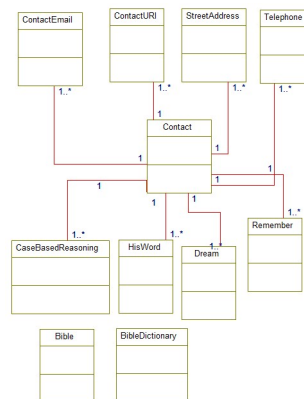 ContactEmail
ContactURI
StreetAddress
Telephone
1..*
1..*
1..*
1..*
Contact
1
1
1
1
1
1
1
1
1..*
CaseBasedReasoning
1..*
HisWord
1..*
Dream
1..*
Remember
Bible
BibleDictionary